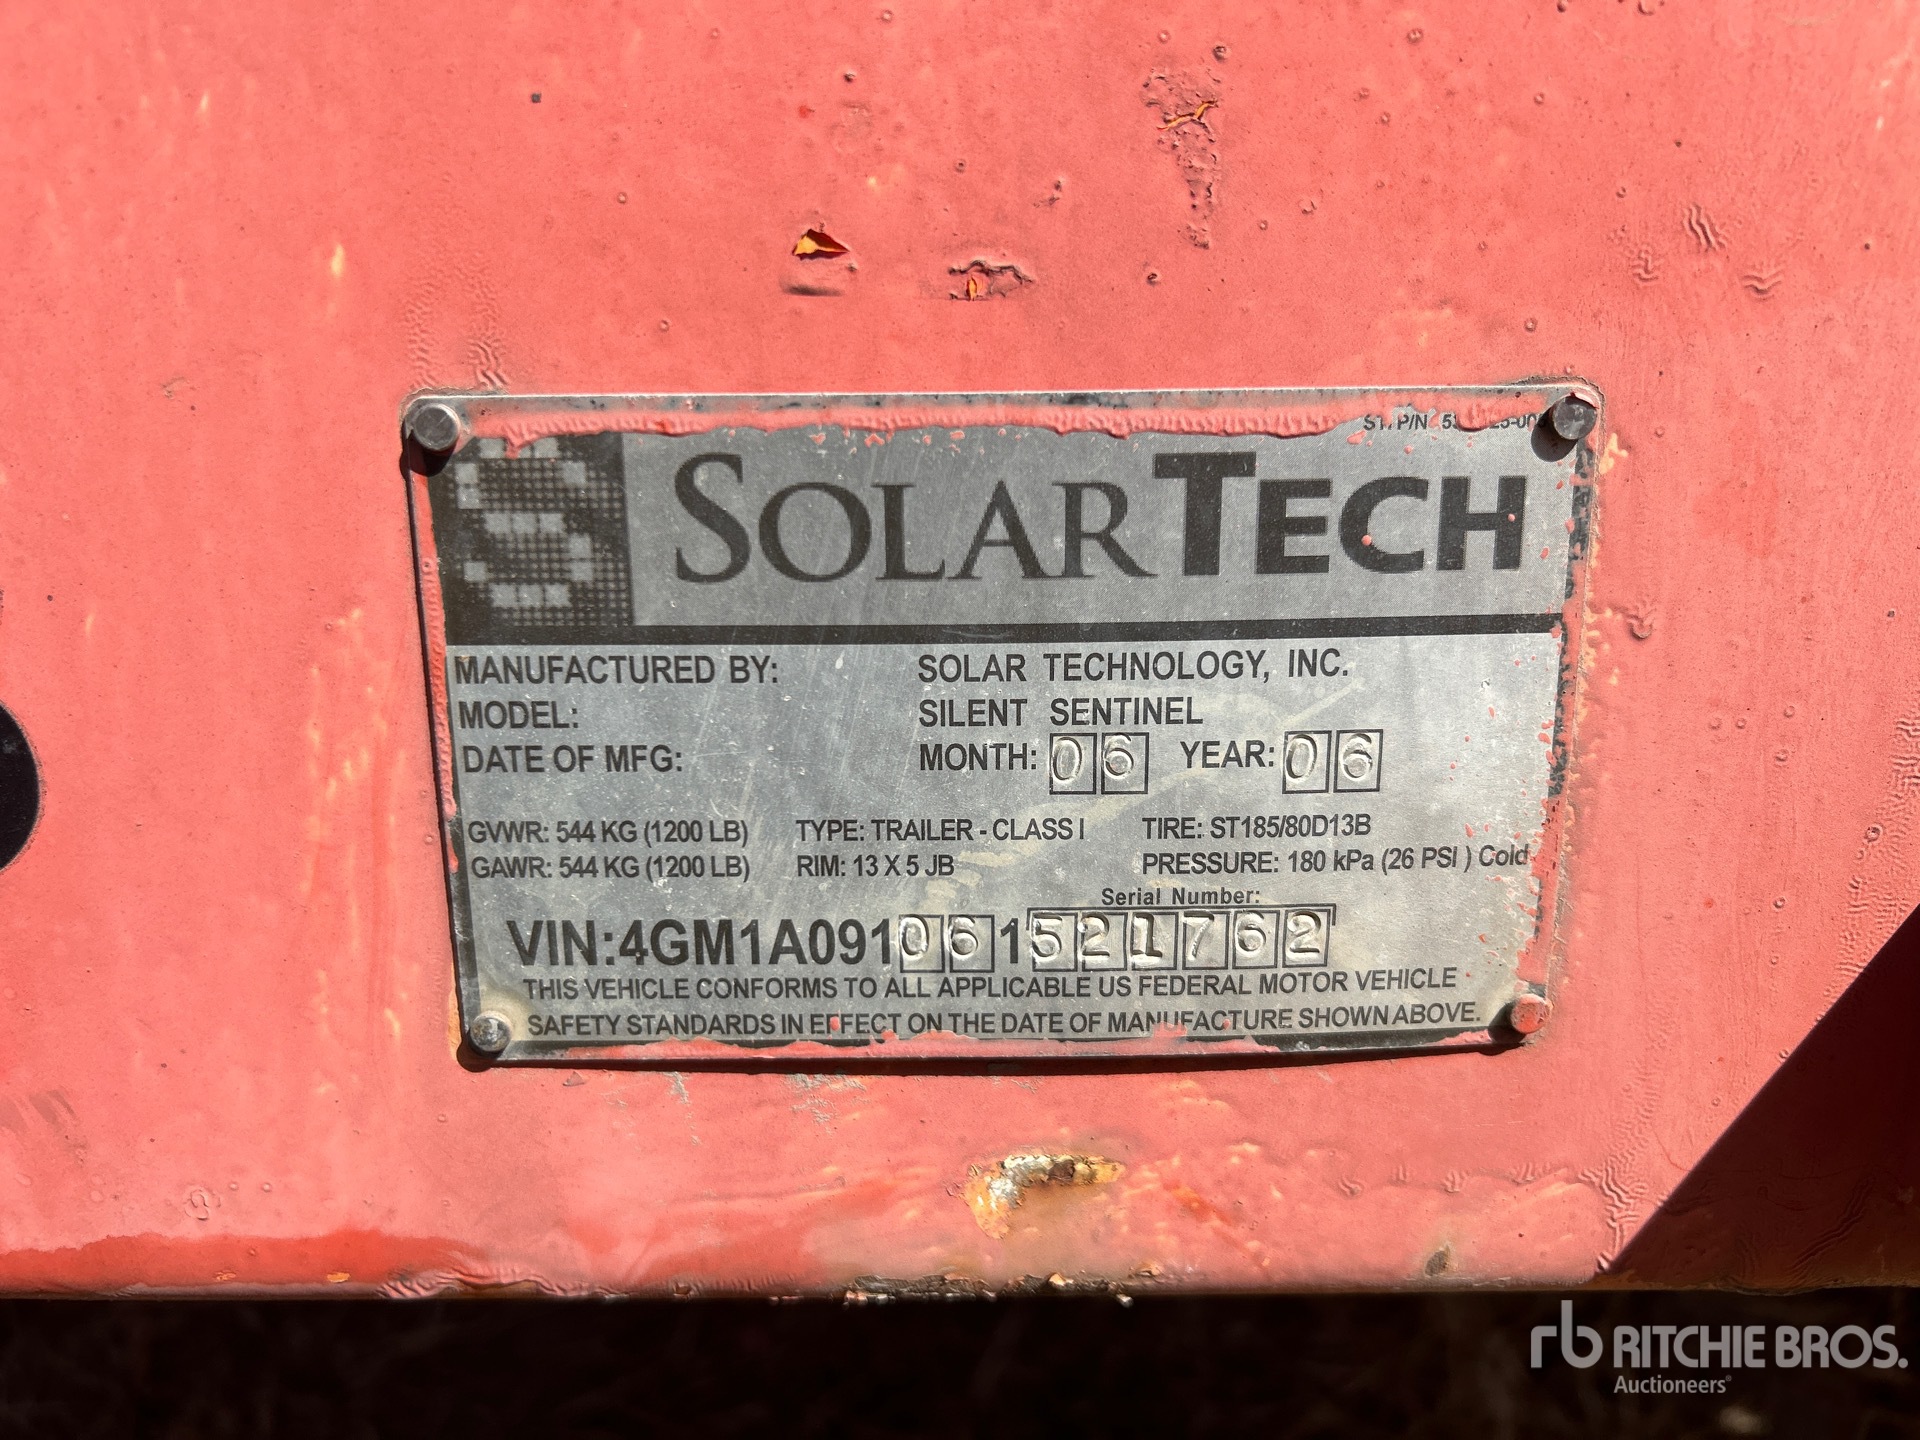 STI P/N
SOLARTECH
MANUFACTURED BY: SOLAR TECHNOLOGY, INC.
MODEL: SILENT SENTINEL
DATE OF MFG: MONTH: 06 YEAR: 06
GVWR: 544 KG (1200 LB) TYPE: TRAILER - CLASS I TIRE: ST185/80D13B
GAWR: 544 KG (1200 LB) RIM: 13 X 5 JB PRESSURE: 180 kPa (26 PSI ) Cold
Serial Number:
VIN:4GM1A091061521762
THIS VEHICLE CONFORMS TO ALL APPLICABLE US FEDERAL MOTOR VEHICLE
SAFETY STANDARDS IN EFFECT ON THE DATE OF MANUFACTURE SHOWN ABOVE.
rb RITCHIE BROS.
Auctioneers